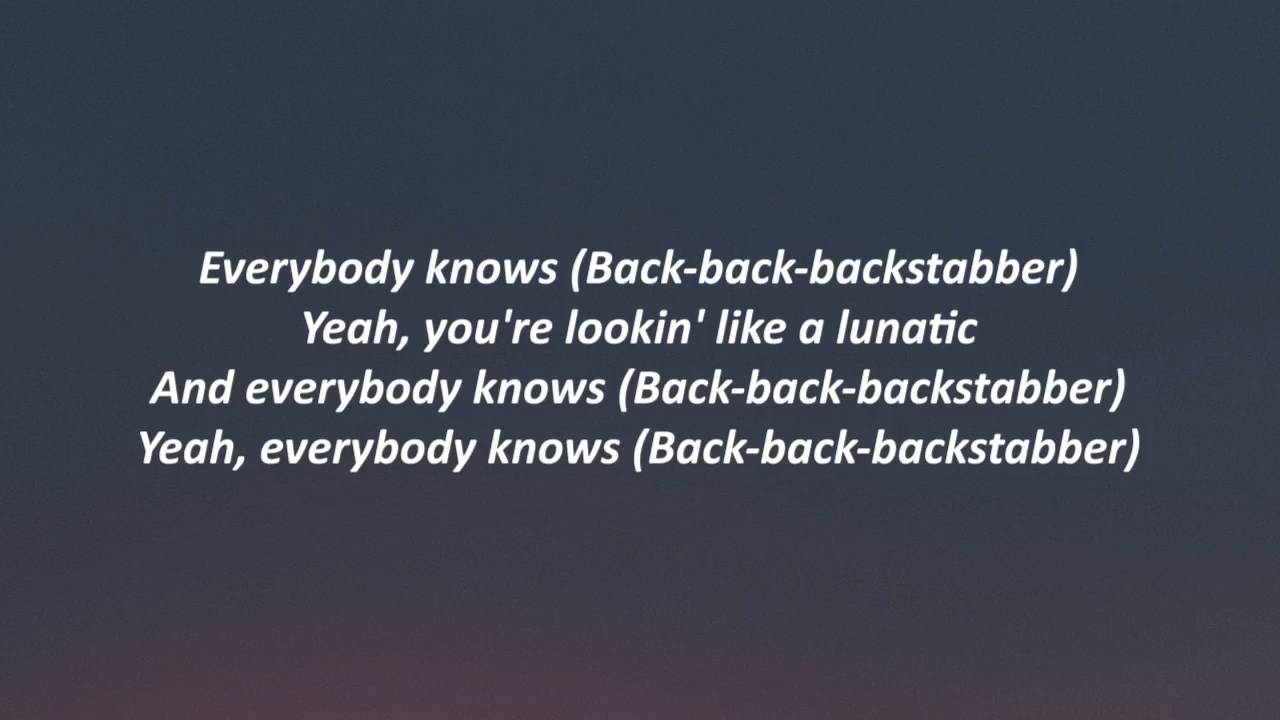 Everybody knows (Back-back-backstabber)
Yeah, you're lookin' like a lunatic
And everybody knows (Back-back-backstabber)
Yeah, everybody knows (Back-back-backstabber)